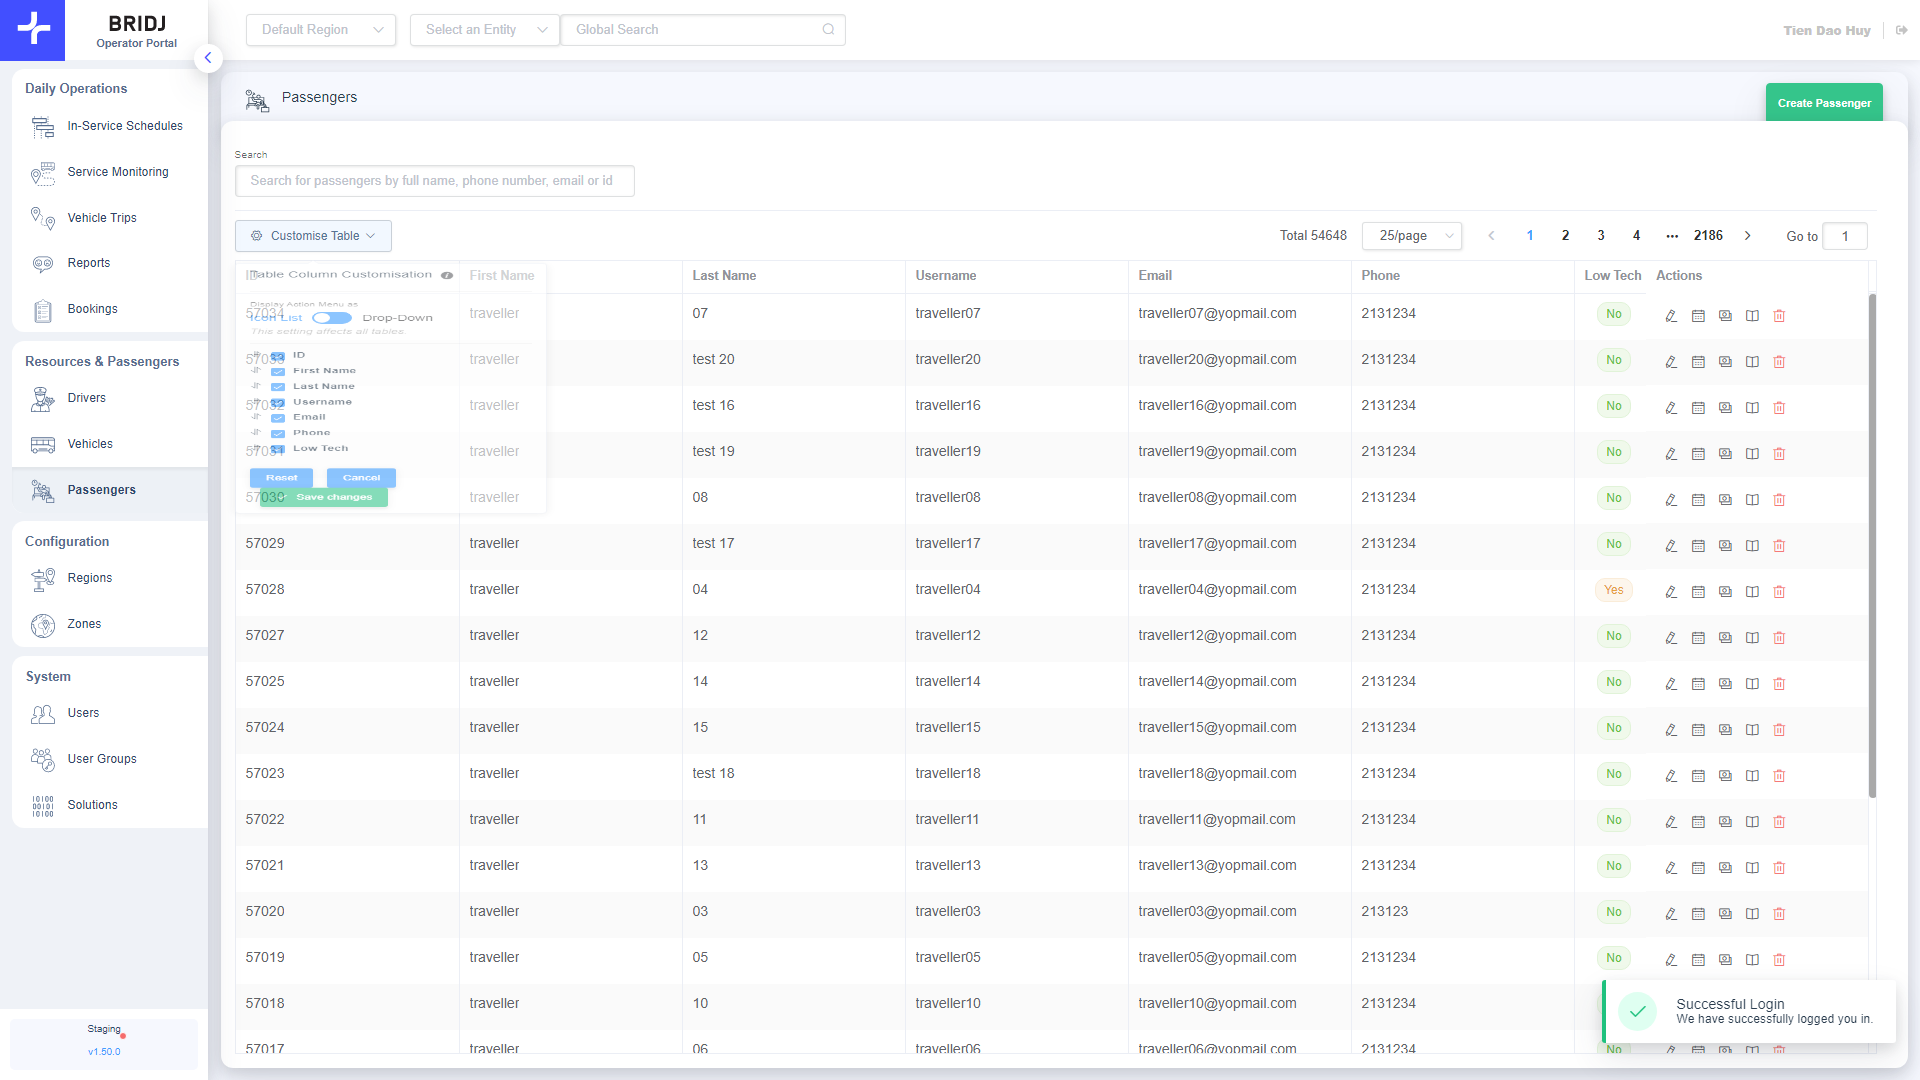 BRIDJ
Operator Portal
Default Region
Select an Entity
Global Search
Tien Dao Huy
Daily Operations
In-Service Schedules
Service Monitoring
Vehicle Trips
Reports
Bookings
Resources & Passengers
Drivers
Vehicles
Passengers
Configuration
Regions
Zones
System
Users
User Groups
Solutions
Staging
v1.50.0
Passengers
Create Passenger
Search
Search for passengers by full name, phone number, email or id
Customise Table
Total 54648 25/page 1 2 3 4 ••• 2186 Go to 1
Table Column Customisation
Display Action Menu as
Icon List Drop-Down
This setting affects all tables.
ID
First Name
Last Name
Username
Email
Phone
Low Tech
Reset Cancel
Save changes
ID First Name Last Name Username Email Phone Low Tech Actions
57034 traveller 07 traveller07 traveller07@yopmail.com 2131234 No
57033 traveller test 20 traveller20 traveller20@yopmail.com 2131234 No
57032 traveller test 16 traveller16 traveller16@yopmail.com 2131234 No
57031 traveller test 19 traveller19 traveller19@yopmail.com 2131234 No
57030 traveller 08 traveller08 traveller08@yopmail.com 2131234 No
57029 traveller test 17 traveller17 traveller17@yopmail.com 2131234 No
57028 traveller 04 traveller04 traveller04@yopmail.com 2131234 Yes
57027 traveller 12 traveller12 traveller12@yopmail.com 2131234 No
57025 traveller 14 traveller14 traveller14@yopmail.com 2131234 No
57024 traveller 15 traveller15 traveller15@yopmail.com 2131234 No
57023 traveller test 18 traveller18 traveller18@yopmail.com 2131234 No
57022 traveller 11 traveller11 traveller11@yopmail.com 2131234 No
57021 traveller 13 traveller13 traveller13@yopmail.com 2131234 No
57020 traveller 03 traveller03 traveller03@yopmail.com 213123 No
57019 traveller 05 traveller05 traveller05@yopmail.com 2131234 No
57018 traveller 10 traveller10 traveller10@yopmail.com 2131234
57017 traveller 06 traveller06 traveller06@yopmail.com 2131234 No
Successful Login
We have successfully logged you in.